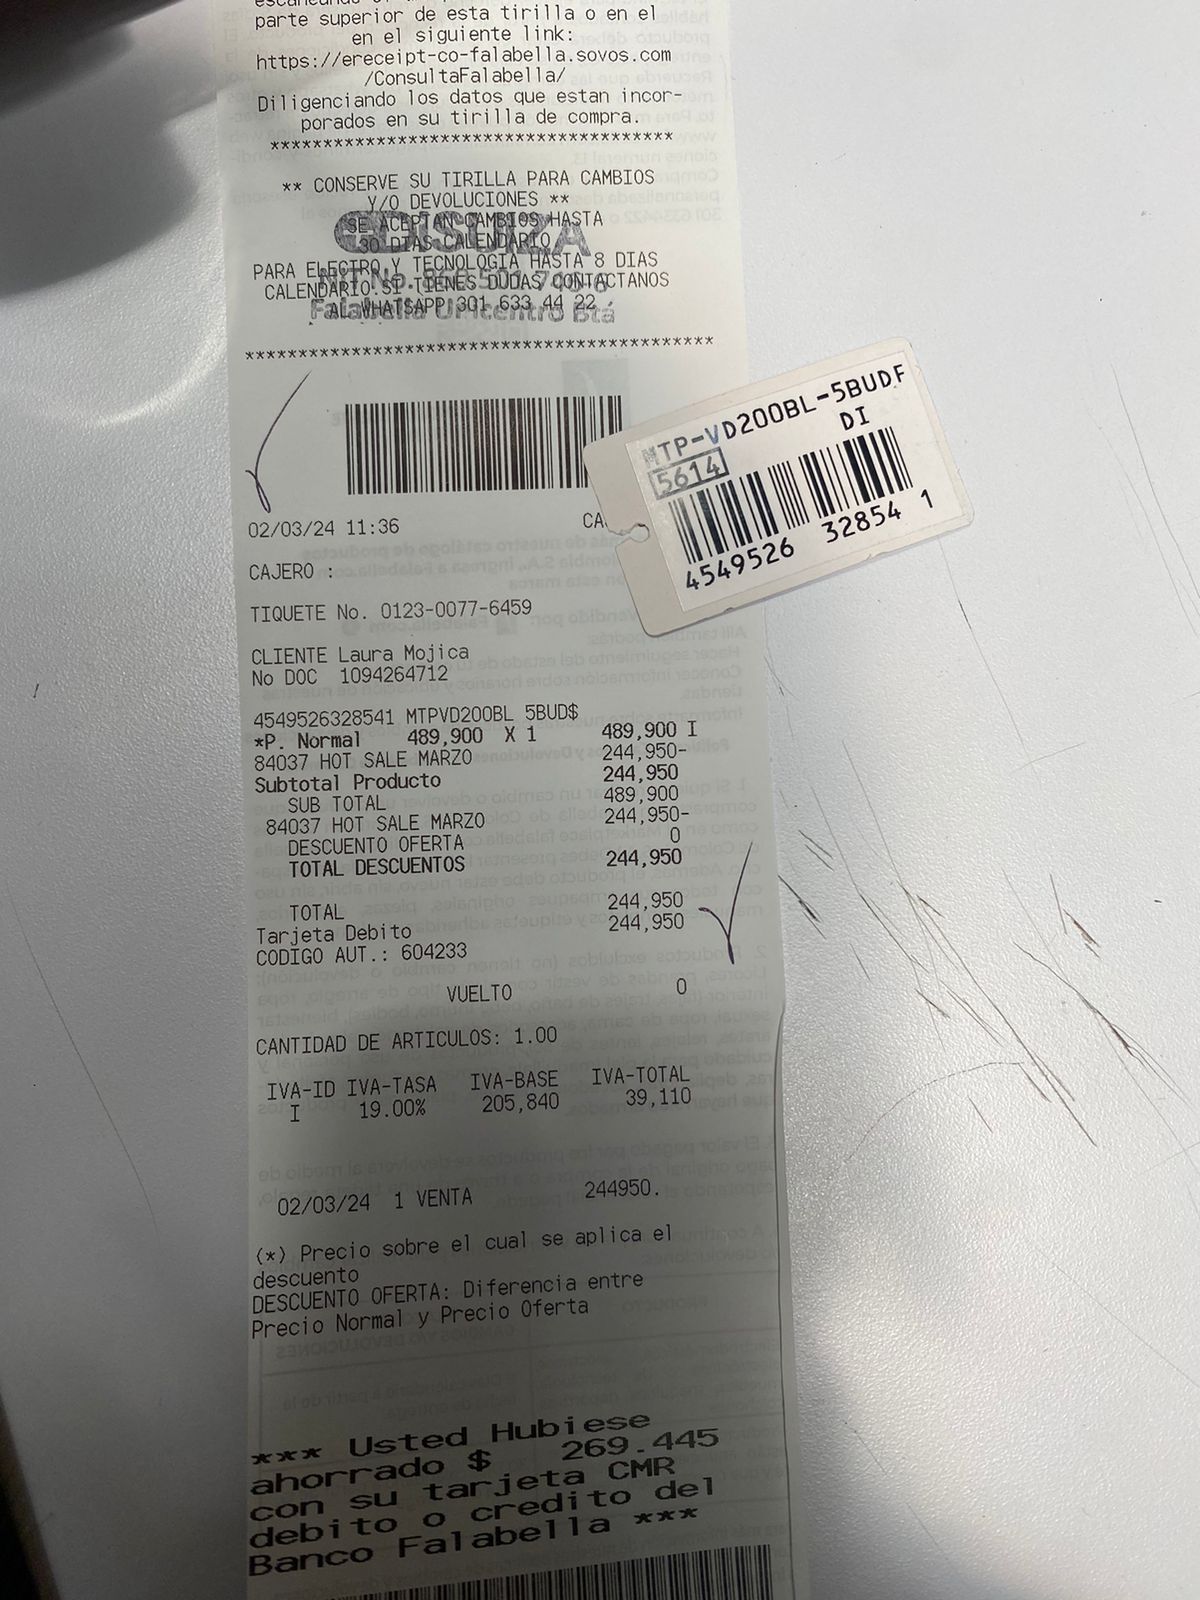 parte superior de esta tirilla o en el
en el siguiente link:
https://ereceipt-co-falabella.sovos.com
/ConsultaFalabella/
Diligenciando los datos que estan incor-
porados en su tirilla de compra.
****************************************
** CONSERVE SU TIRILLA PARA CAMBIOS
Y/O DEVOLUCIONES **
SE ACEPTAN CAMBIOS HASTA
30 DIAS CALENDARIO
PARA ELECTRO Y TECNOLOGIA HASTA 8 DIAS
CALENDARIO.SI TIENES DUDAS CONTACTANOS
AL WHATSAPP 301 633 44 22
DISUIZA
NIT No.
Falabella Unicentro Btá
********************************************
MTP-VD200BL-5BUDF
DI
5614
4549526 32854 1
02/03/24 11:36
CAJERO :
TIQUETE No. 0123-0077-6459
CLIENTE Laura Mojica
No DOC 1094264712
4549526328541 MTPVD200BL 5BUD$
*P. Normal 489,900 X 1 489,900 I
84037 HOT SALE MARZO 244,950-
Subtotal Producto 244,950
SUB TOTAL 489,900
84037 HOT SALE MARZO 244,950-
DESCUENTO OFERTA 0
TOTAL DESCUENTOS 244,950
TOTAL 244,950
Tarjeta Debito 244,950
CODIGO AUT.: 604233
VUELTO 0
CANTIDAD DE ARTICULOS: 1.00
IVA-ID IVA-TASA IVA-BASE IVA-TOTAL
I 19.00% 205,840 39,110
02/03/24 1 VENTA 244950.
(*) Precio sobre el cual se aplica el
descuento
DESCUENTO OFERTA: Diferencia entre
Precio Normal y Precio Oferta
*** Usted Hubiese
ahorrado $ 269.445
con su tarjeta CMR
debito o credito del
Banco Falabella ***